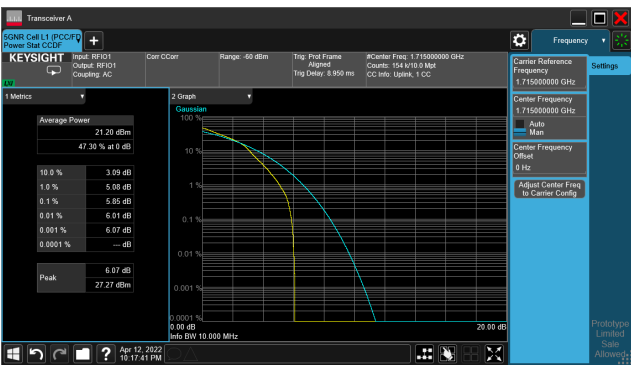 Transceiver A
5GNR Cell L1 (PCC/F
Power Stat CCDF
KEYSIGHT
Input: RFIO1
Output: RFIO1
Coupling: AC
Corr CCorr
Range: -60 dBm
Trig: Prot Frame
Aligned
Trig Delay: 8.950 ms
#Center Freq: 1.715000000 GHz
Counts: 154 k/10.0 Mpt
CC Info: Uplink, 1 CC
1 Metrics
Average Power
21.20 dBm
47.30 % at 0 dB
10.0 % 3.09 dB
1.0 % 5.08 dB
0.1 % 5.85 dB
0.01 % 6.01 dB
0.001 % 6.07 dB
0.0001 % --- dB
Peak
6.07 dB
27.27 dBm
2 Graph
Gaussian
100 %
10 %
1 %
0.1 %
0.01 %
0.001 %
0.0001 %
0.00 dB
20.00 dB
Info BW 10.000 MHz
Frequency
Carrier Reference
Frequency
1.715000000 GHz
Center Frequency
1.715000000 GHz
Auto
Man
Center Frequency
Offset
0 Hz
Adjust Center Freq
to Carrier Config
Settings
Prototype
Limited
Sale
Allowed
Apr 12, 2022
10:17:41 PM